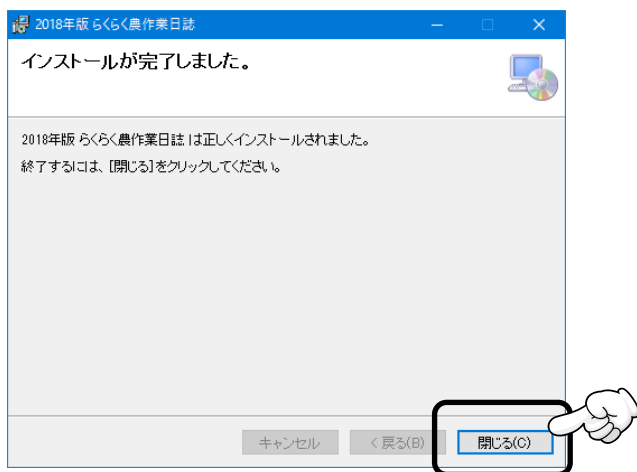 2018年版 らくらく農作業日誌
インストールが完了しました。
2018年版 らくらく農作業日誌 は正しくインストールされました。
終了するには、[閉じる]をクリックしてください。
キャンセル
< 戻る(B)
閉じる(C)